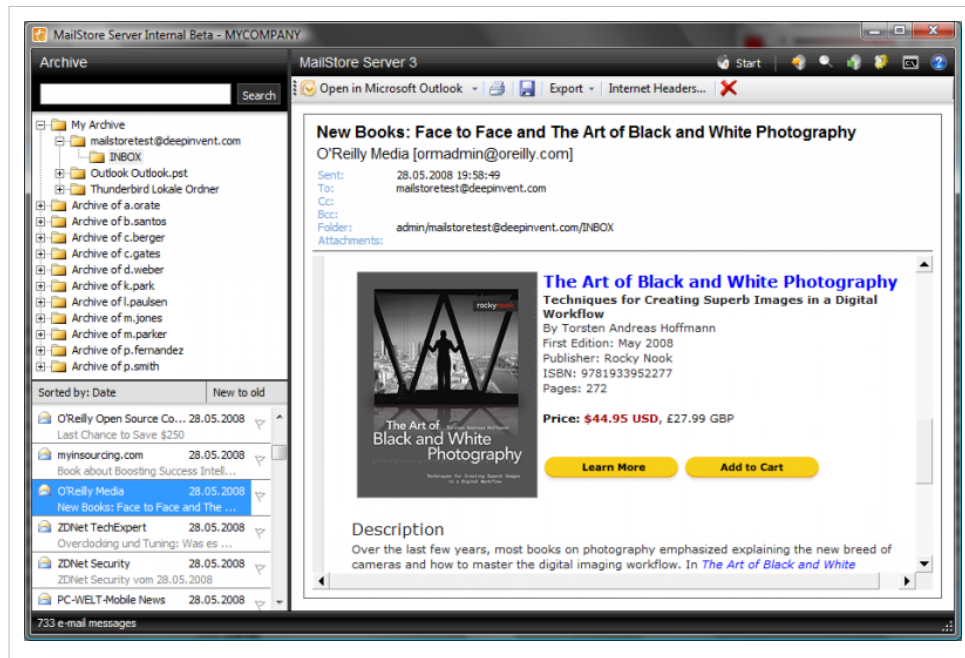 MailStore Server Internal Beta - MYCOMPANY
Archive
Search
My Archive
mailstoretest@deepinvent.com
INBOX
Outlook Outlook.pst
Thunderbird Lokale Ordner
Archive of a.orate
Archive of b.santos
Archive of c.berger
Archive of c.gates
Archive of d.weber
Archive of k.park
Archive of l.paulsen
Archive of m.jones
Archive of m.parker
Archive of p.fernandez
Archive of p.smith
Sorted by: Date New to old
O'Reilly Open Source Co... 28.05.2008
Last Chance to Save $250
myinsourcing.com 28.05.2008
Book about Boosting Success Intell...
O'Reilly Media 28.05.2008
New Books: Face to Face and The ...
ZDNet TechExpert 28.05.2008
Overclocking und Tuning: Was es ...
ZDNet Security 28.05.2008
ZDNet Security vom 28.05.2008
PC-WELT-Mobile News 28.05.2008
733 e-mail messages
MailStore Server 3 Start
Open in Microsoft Outlook Export Internet Headers...
New Books: Face to Face and The Art of Black and White Photography
O'Reilly Media [ormadmin@oreilly.com]
Sent: 28.05.2008 19:58:49
To: mailstoretest@deepinvent.com
Cc:
Bcc:
Folder: admin/mailstoretest@deepinvent.com/INBOX
Attachments:
rockynook
The Art of Torsten Andreas Hoffmann
Black and White
Photography
Techniques for Creating Superb Images
in a Digital Workflow
The Art of Black and White Photography
Techniques for Creating Superb Images in a Digital
Workflow
By Torsten Andreas Hoffmann
First Edition: May 2008
Publisher: Rocky Nook
ISBN: 9781933952277
Pages: 272
Price: $44.95 USD, £27.99 GBP
Learn More Add to Cart
Description
Over the last few years, most books on photography emphasized explaining the new breed of
cameras and how to master the digital imaging workflow. In The Art of Black and White